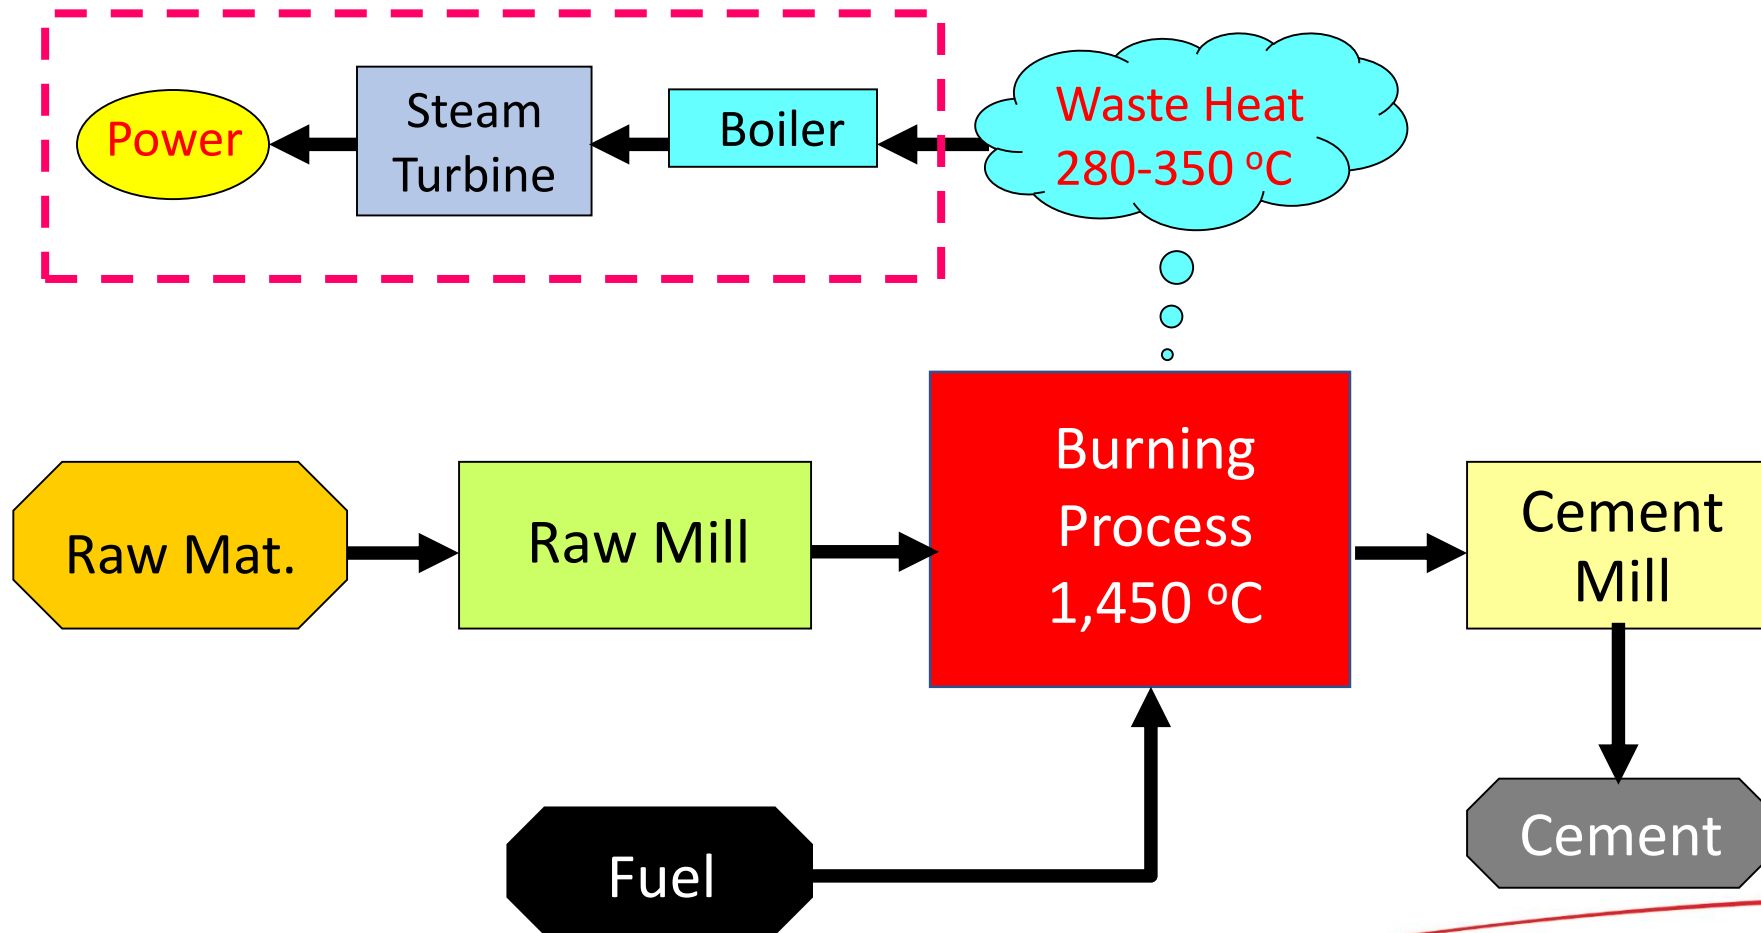 Power
Steam
Turbine
Boiler
Waste Heat
280-350 ºC
Raw Mat.
Raw Mill
Burning
Process
1,450 ºC
Cement
Mill
Fuel
Cement